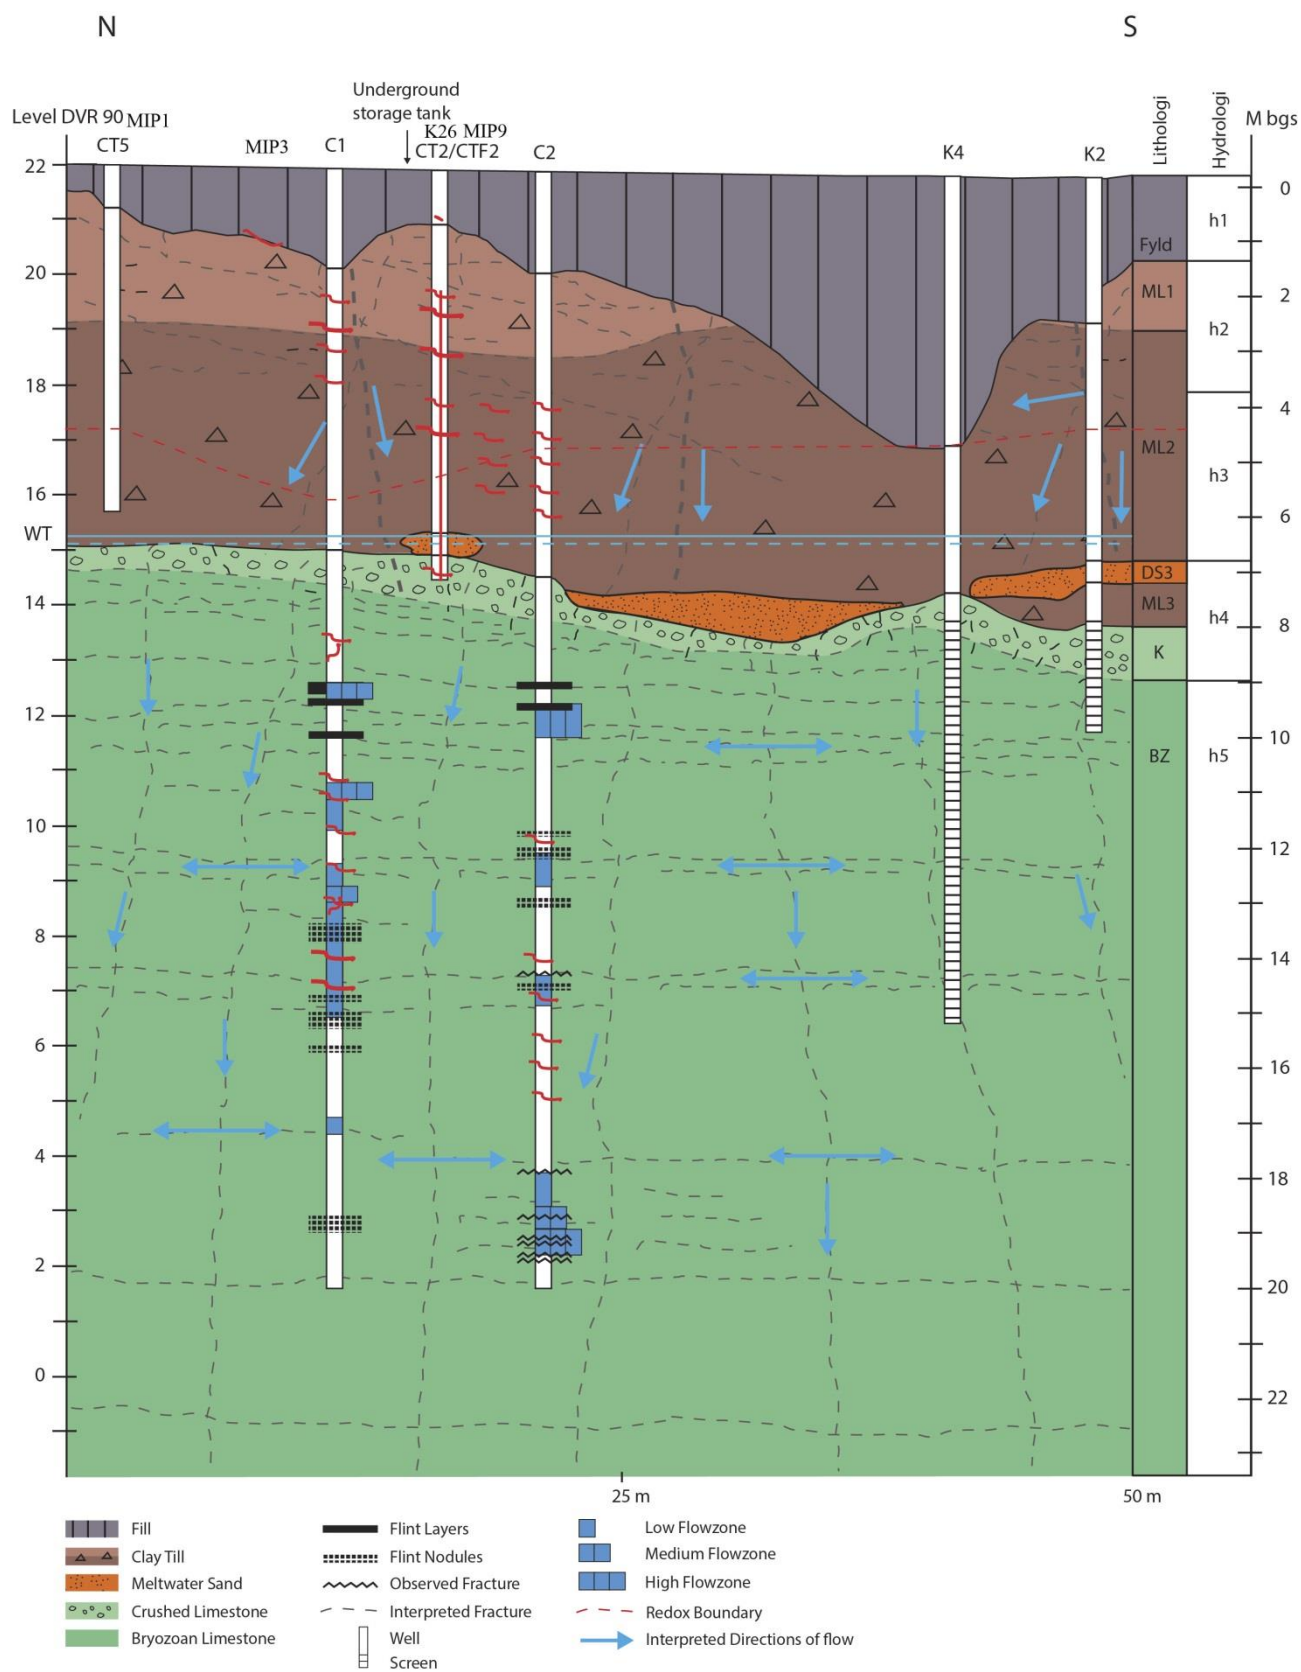 N
S
Underground
storage tank
Level DVR 90 MIP1
M bgs
K26 MIP9
MIP3
CT5
C1
CT2/CTF2
C2
K4
K2
Lithologi
Hydrologi
22
20
18
16
WT
14
12
10
8
6
4
2
0
Fyld
ML1
ML2
DS3
ML3
K
BZ
h1
h2
h3
h4
h5
0
2
4
6
8
10
12
14
16
18
20
22
25 m
50 m
Fill
Clay Till
Meltwater Sand
Crushed Limestone
Bryozoan Limestone
Flint Layers
Flint Nodules
Observed Fracture
Interpreted Fracture
Well
Screen
Low Flowzone
Medium Flowzone
High Flowzone
Redox Boundary
Interpreted Directions of flow